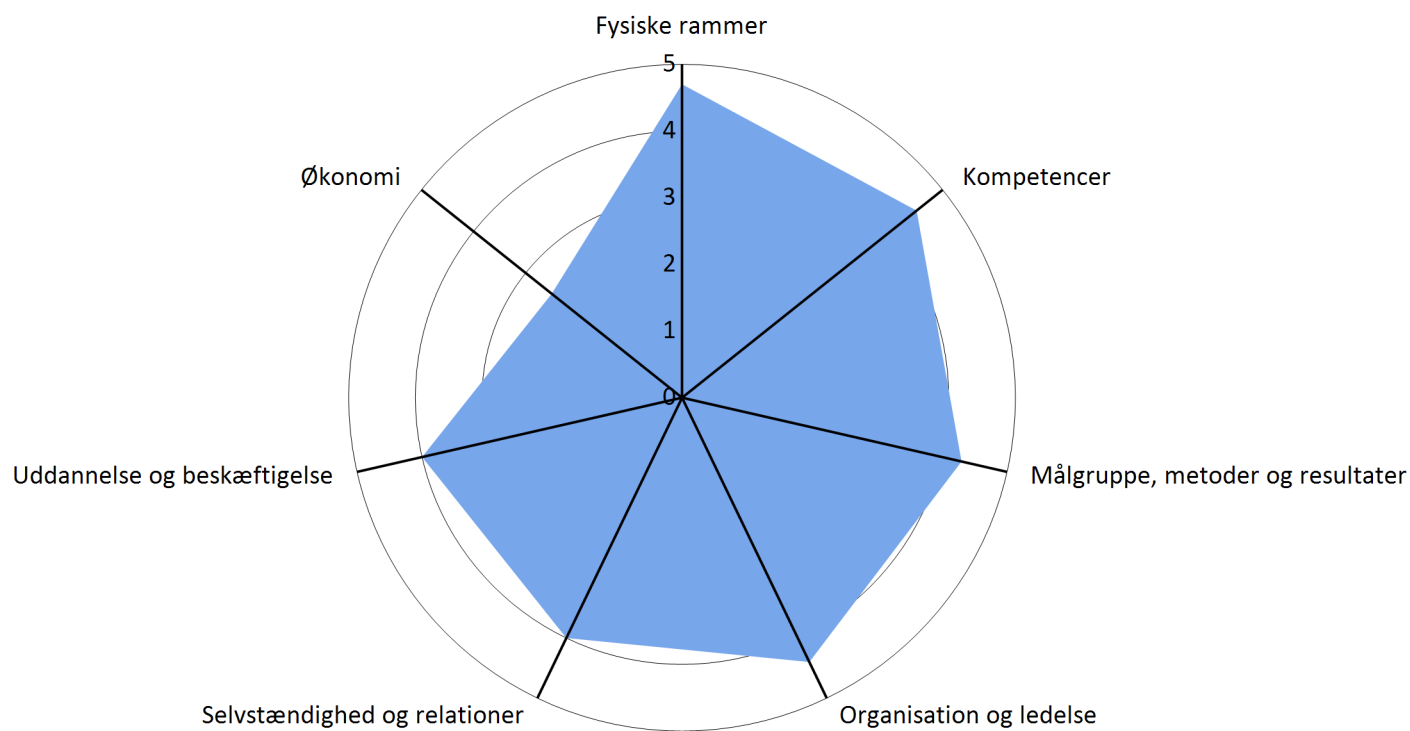 Fysiske rammer
5
4
Økonomi
Kompetencer
3
2
1
0
Uddannelse og beskæftigelse
Målgruppe, metoder og resultater
Selvstændighed og relationer
Organisation og ledelse